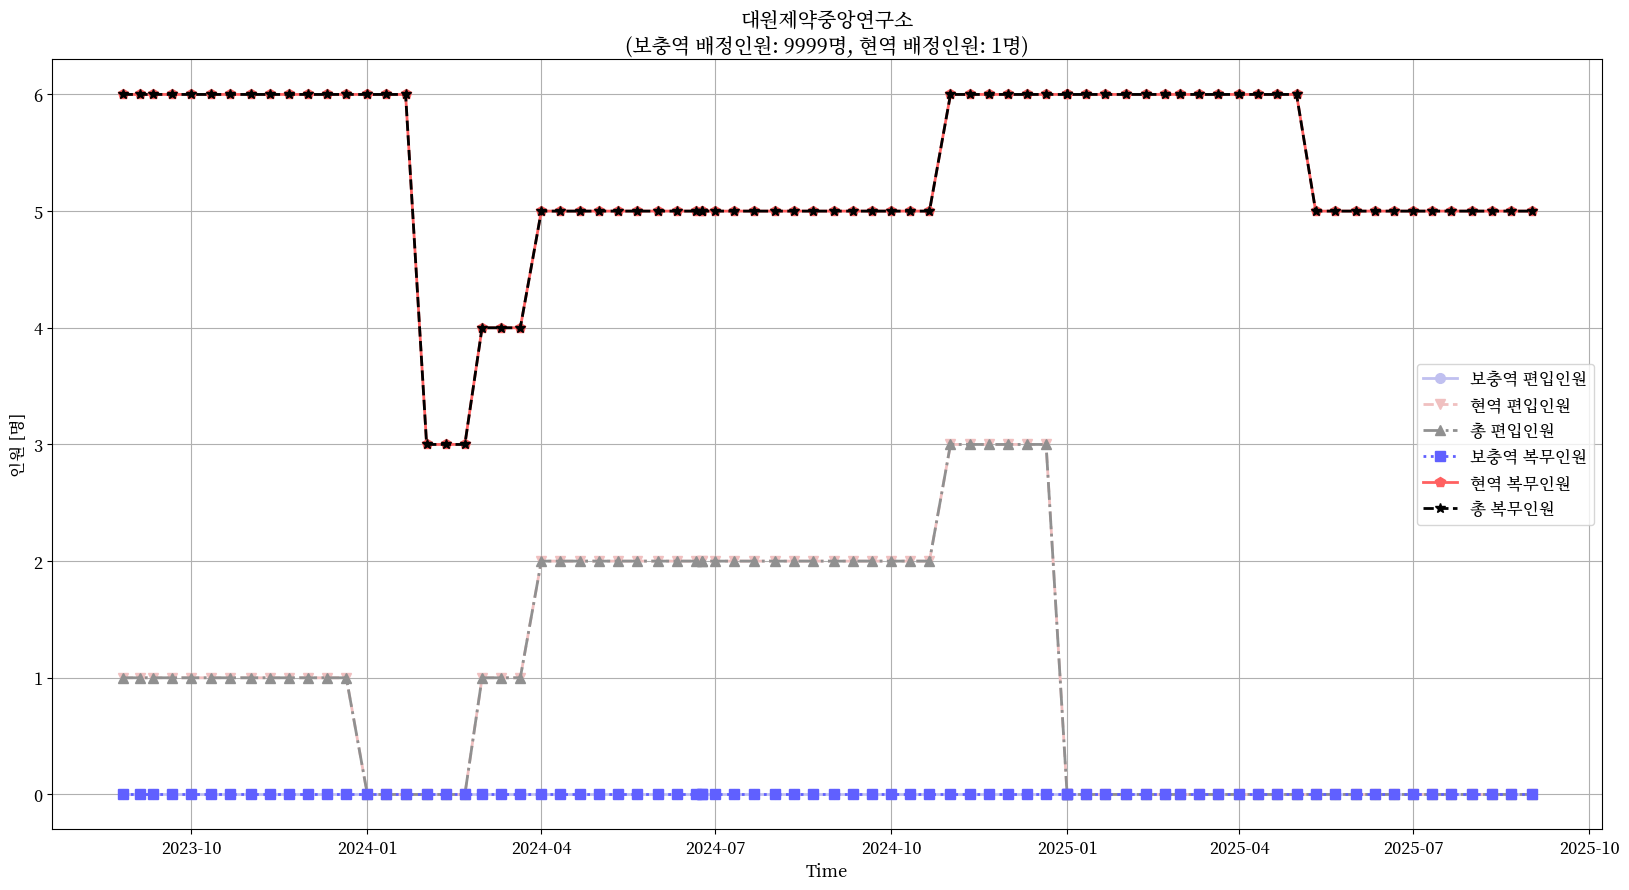 대원제약중앙연구소
(보충역 배정인원: 9999명, 현역 배정인원: 1명)
6
5
4
3
2
1
0
인원 [명]
보충역 편입인원
현역 편입인원
총 편입인원
보충역 복무인원
현역 복무인원
총 복무인원
2023-10
2024-01
2024-04
2024-07
2024-10
2025-01
2025-04
2025-07
2025-10
Time